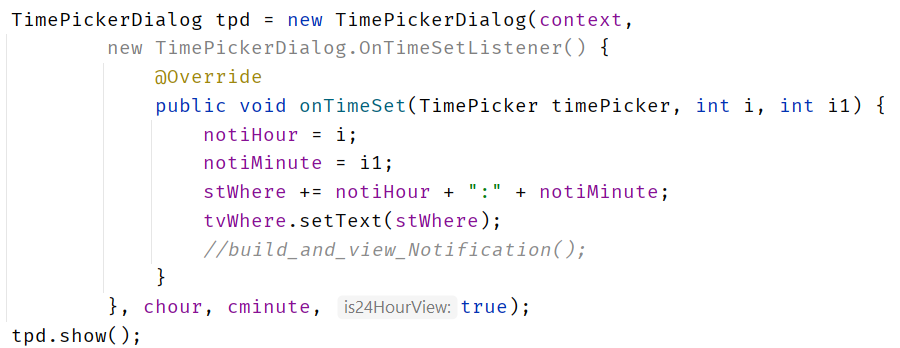 TimePickerDialog tpd = new TimePickerDialog(context,
        new TimePickerDialog.OnTimeSetListener() {
            @Override
            public void onTimeSet(TimePicker timePicker, int i, int i1) {
                notiHour = i;
                notiMinute = i1;
                stWhere += notiHour + ":" + notiMinute;
                tvWhere.setText(stWhere);
                //build_and_view_Notification();
            }
        }, chour, cminute, is24HourView: true);
tpd.show();